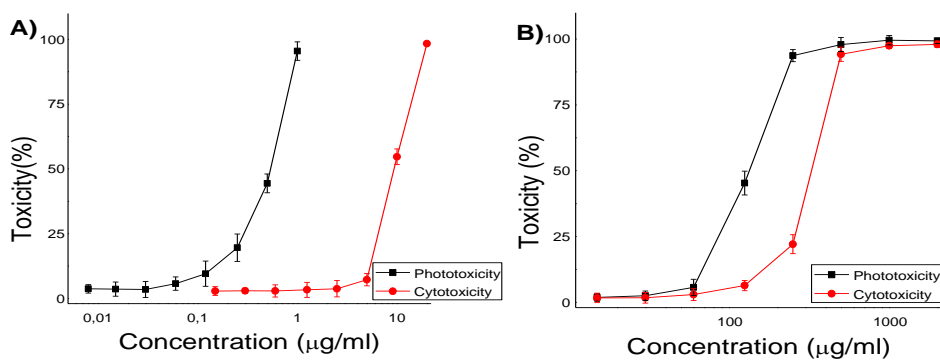 A)
100
75
50
25
0
Toxicity(%)
0,01
0,1
1
10
Concentration (μg/ml)
Phototoxicity
Cytotoxicity
B)
100
75
50
25
0
Toxicity (%)
100
1000
Concentration (μg/ml)
Phototoxicity
Cytotoxicity